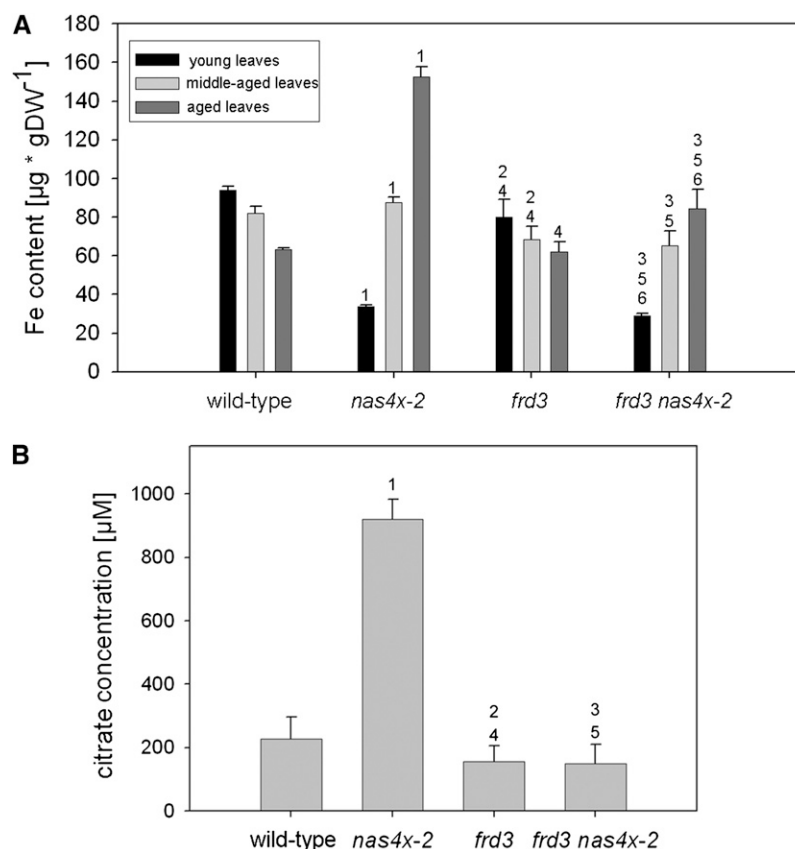 A
Fe content [µg * gDW⁻¹]
180
160
140
120
100
80
60
40
20
0
young leaves
middle-aged leaves
aged leaves
1
1
1
2
4
2
4
4
3
5
6
3
5
3
5
6
wild-type
nas4x-2
frd3
frd3 nas4x-2
B
citrate concentration [µM]
1000
800
600
400
200
0
1
2
4
3
5
wild-type
nas4x-2
frd3
frd3 nas4x-2